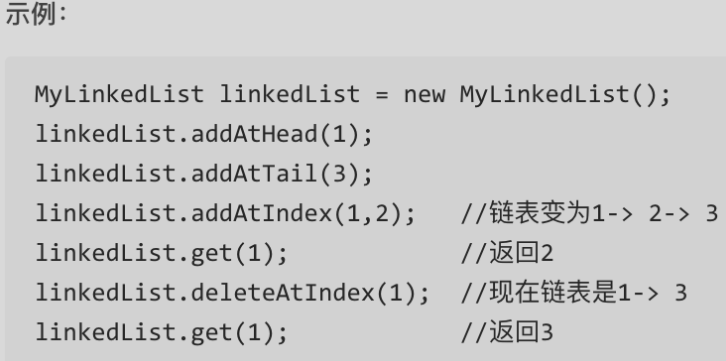 示例：
MyLinkedList linkedList = new MyLinkedList();
linkedList.addAtHead(1);
linkedList.addAtTail(3);
linkedList.addAtIndex(1,2);   //链表变为1-> 2-> 3
linkedList.get(1);            //返回2
linkedList.deleteAtIndex(1);  //现在链表是1-> 3
linkedList.get(1);            //返回3